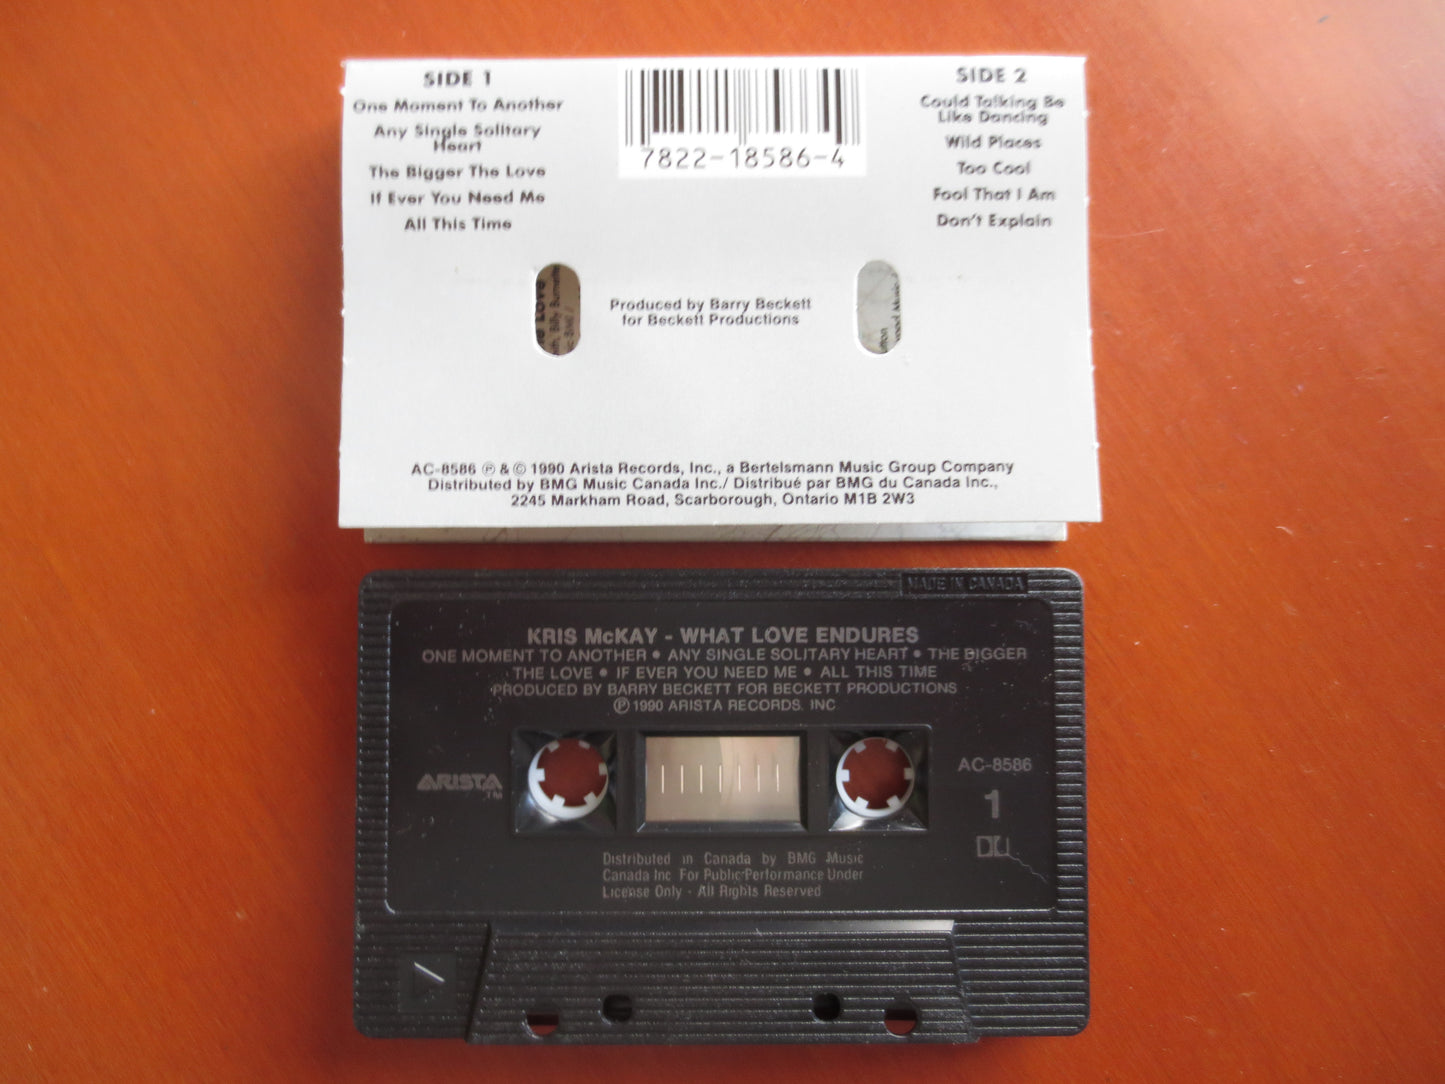 SIDE 1
One Moment To Another
Any Single Solitary
Heart
The Bigger The Love
If Ever You Need Me
All This Time
7822-18586-4
SIDE 2
Could Talking Be
Like Dancing
Wild Places
Too Cool
Fool That I Am
Don't Explain
Produced by Barry Beckett
for Beckett Productions
AC-8586 ℗ & © 1990 Arista Records, Inc., a Bertelsmann Music Group Company
Distributed by BMG Music Canada Inc./ Distribué par BMG du Canada Inc.,
2245 Markham Road, Scarborough, Ontario M1B 2W3
MADE IN CANADA
KRIS McKAY - WHAT LOVE ENDURES
ONE MOMENT TO ANOTHER • ANY SINGLE SOLITARY HEART • THE BIGGER
THE LOVE • IF EVER YOU NEED ME • ALL THIS TIME
PRODUCED BY BARRY BECKETT FOR BECKETT PRODUCTIONS
℗ 1990 ARISTA RECORDS. INC
ARISTA
TM
AC-8586
1
Distributed in Canada by BMG Music
Canada Inc For Public Performance Under
License Only - All Rights Reserved